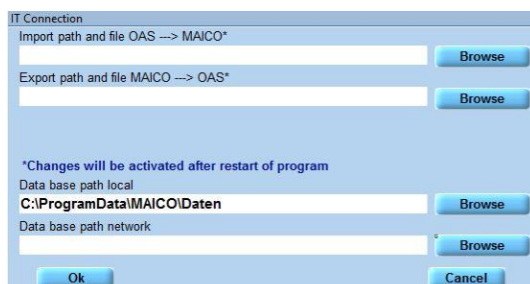 IT Connection
Import path and file OAS ---> MAICO*
Browse
Export path and file MAICO ---> OAS*
Browse
*Changes will be activated after restart of program
Data base path local
C:\ProgramData\MAICO\Daten Browse
Data base path network
Browse
Ok Cancel